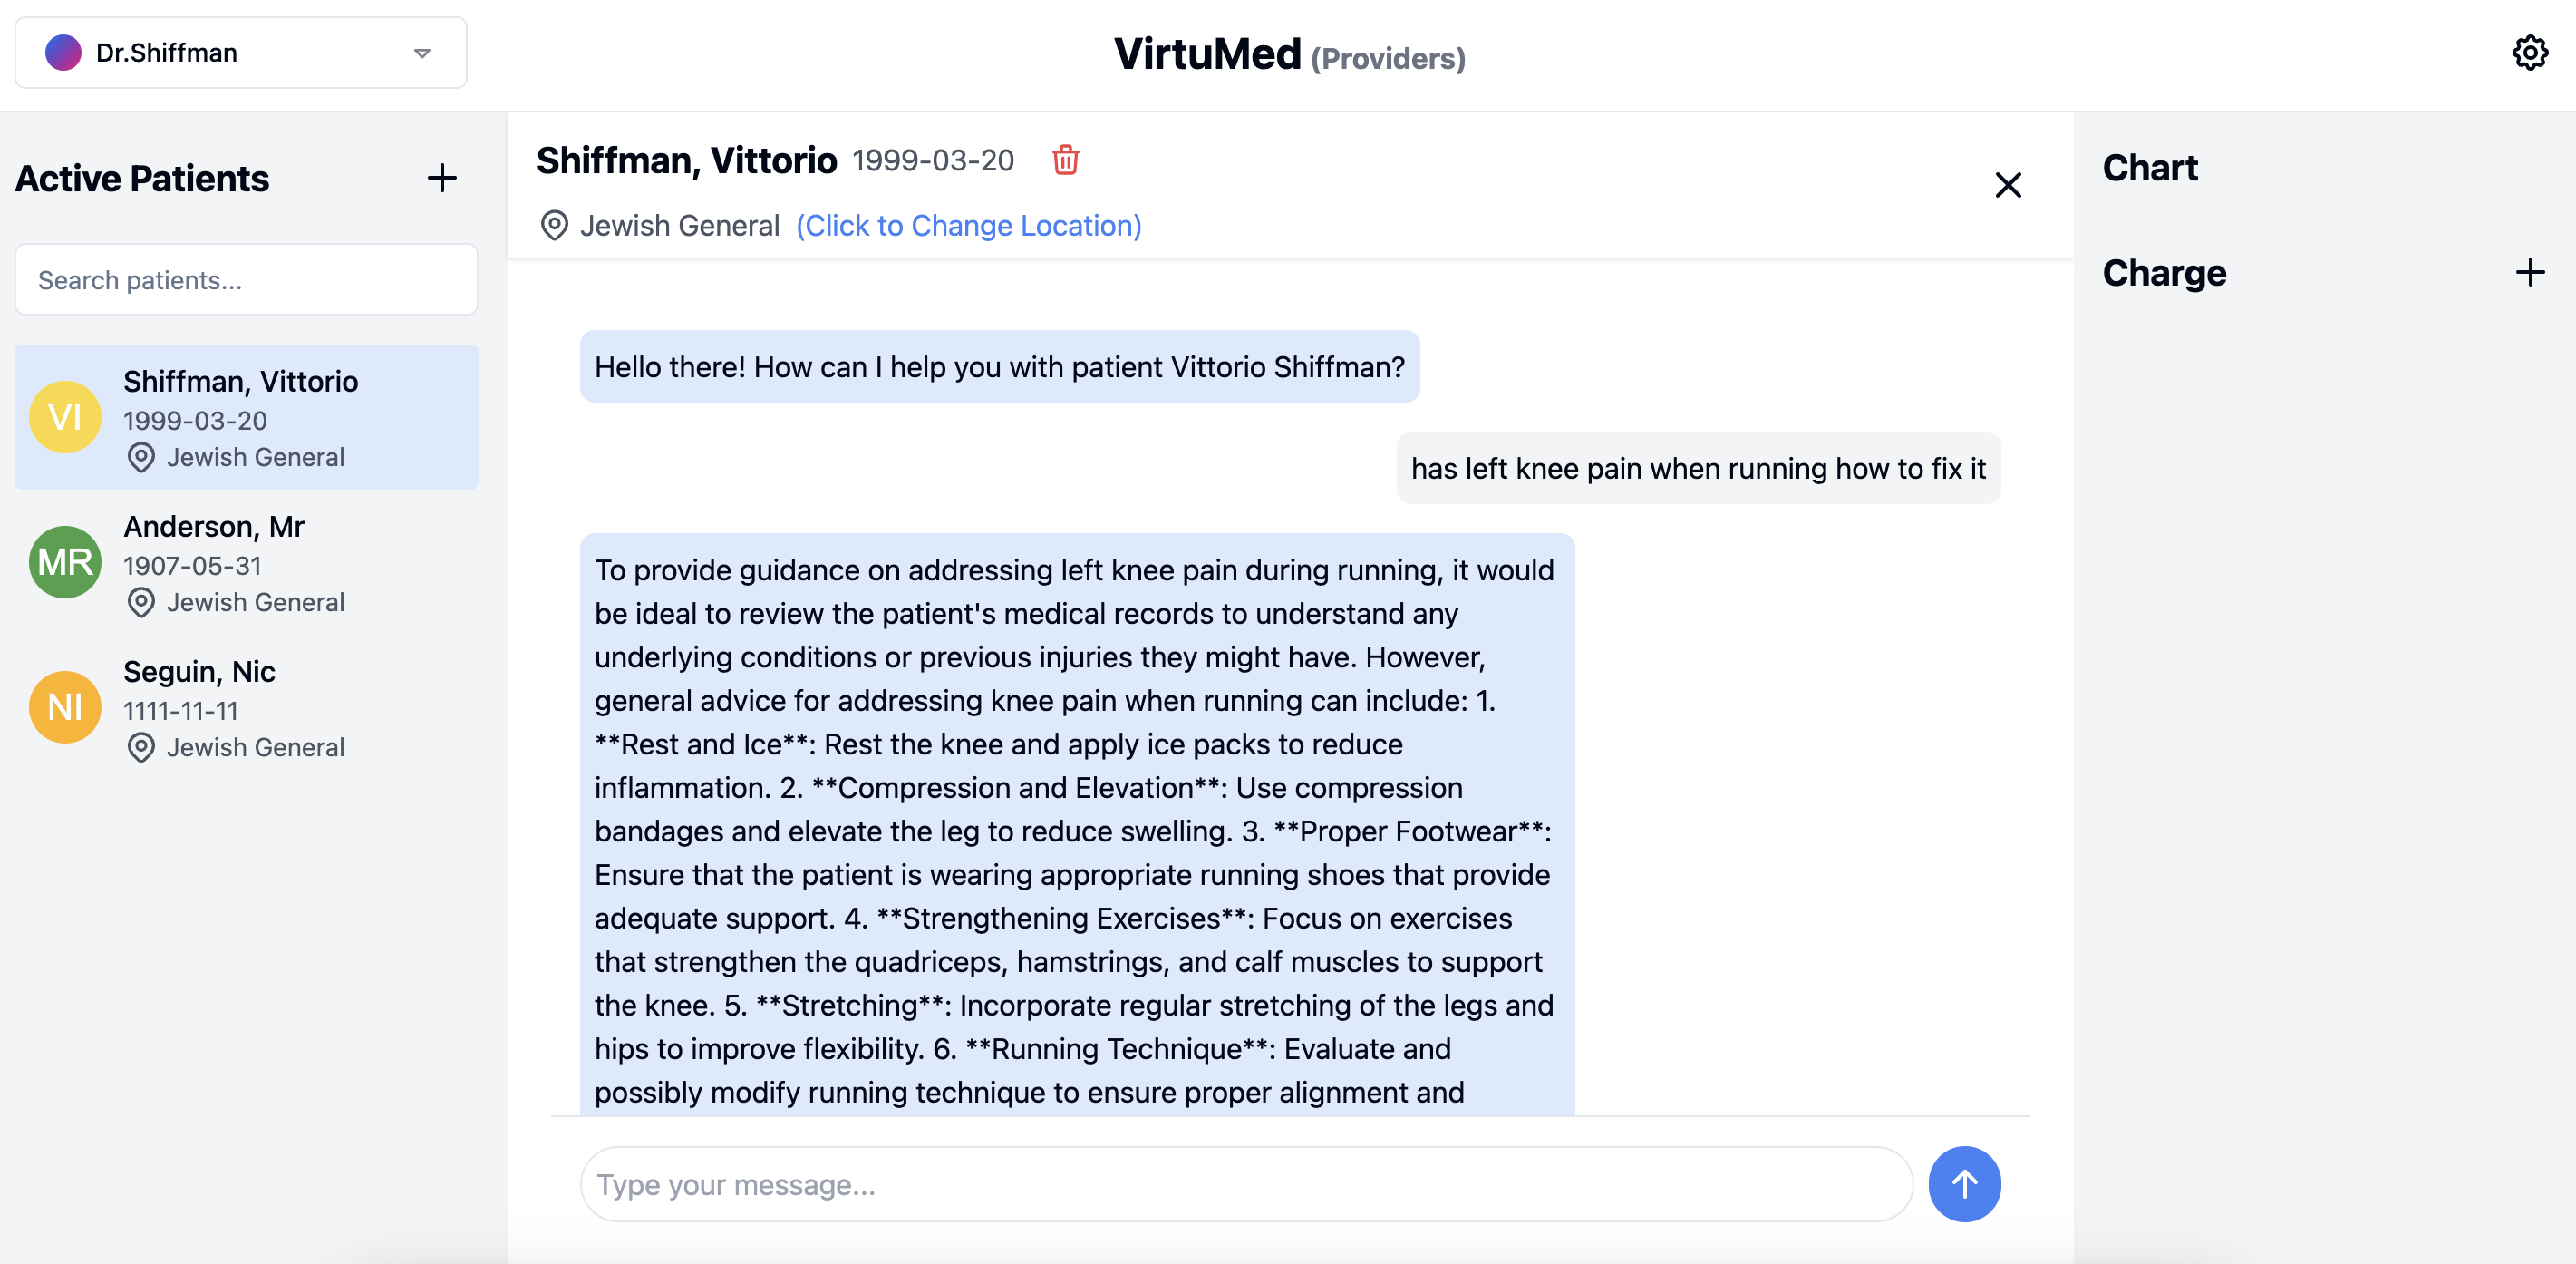 Dr.Shiffman
VirtuMed (Providers)
Active Patients
Search patients...
VI
Shiffman, Vittorio
1999-03-20
Jewish General
MR
Anderson, Mr
1907-05-31
Jewish General
NI
Seguin, Nic
1111-11-11
Jewish General
Shiffman, Vittorio 1999-03-20
Jewish General (Click to Change Location)
Hello there! How can I help you with patient Vittorio Shiffman?
has left knee pain when running how to fix it
To provide guidance on addressing left knee pain during running, it would
be ideal to review the patient's medical records to understand any
underlying conditions or previous injuries they might have. However,
general advice for addressing knee pain when running can include: 1.
**Rest and Ice**: Rest the knee and apply ice packs to reduce
inflammation. 2. **Compression and Elevation**: Use compression
bandages and elevate the leg to reduce swelling. 3. **Proper Footwear**:
Ensure that the patient is wearing appropriate running shoes that provide
adequate support. 4. **Strengthening Exercises**: Focus on exercises
that strengthen the quadriceps, hamstrings, and calf muscles to support
the knee. 5. **Stretching**: Incorporate regular stretching of the legs and
hips to improve flexibility. 6. **Running Technique**: Evaluate and
possibly modify running technique to ensure proper alignment and
Type your message...
Chart
Charge